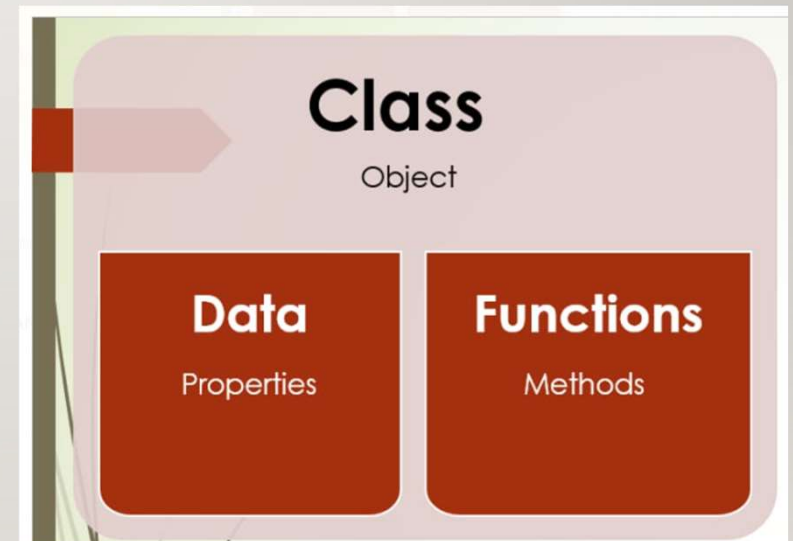 Class
Object
Data
Properties
Functions
Methods